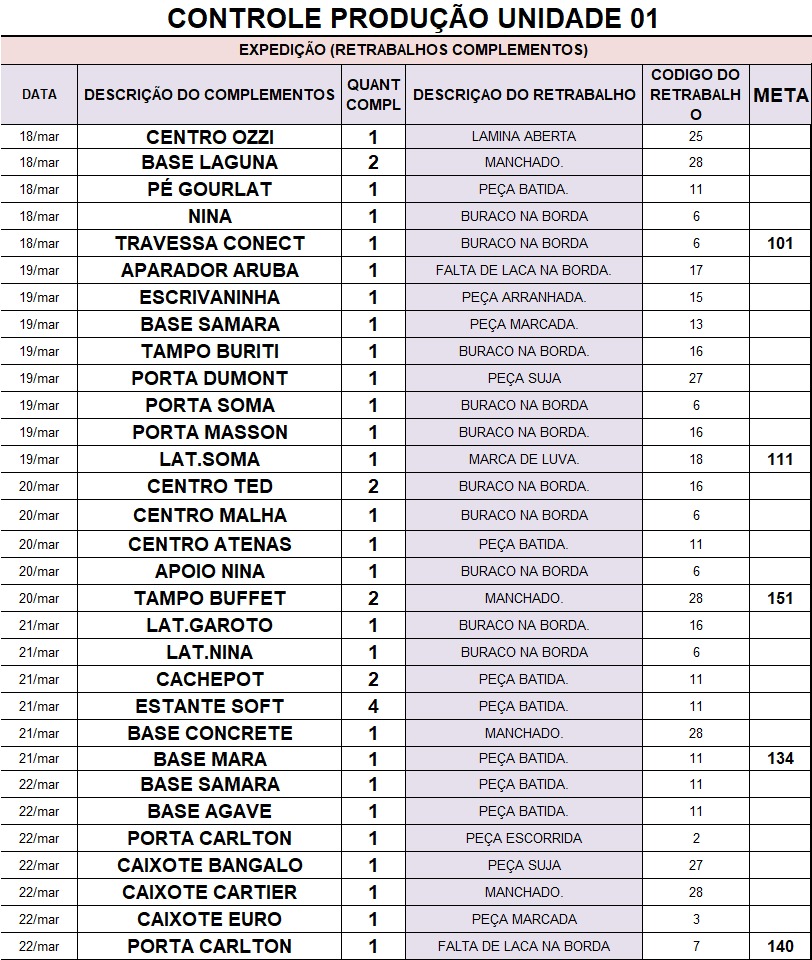 CONTROLE PRODUÇÃO UNIDADE 01
EXPEDIÇÃO (RETRABALHOS COMPLEMENTOS)
DATA DESCRIÇÃO DO COMPLEMENTOS QUANT COMPL DESCRIÇAO DO RETRABALHO CODIGO DO RETRABALHO META
18/mar CENTRO OZZI 1 LAMINA ABERTA 25
18/mar BASE LAGUNA 2 MANCHADO. 28
18/mar PÉ GOURLAT 1 PEÇA BATIDA. 11
18/mar NINA 1 BURACO NA BORDA 6
18/mar TRAVESSA CONECT 1 BURACO NA BORDA 6 101
19/mar APARADOR ARUBA 1 FALTA DE LACA NA BORDA. 17
19/mar ESCRIVANINHA 1 PEÇA ARRANHADA. 15
19/mar BASE SAMARA 1 PEÇA MARCADA. 13
19/mar TAMPO BURITI 1 BURACO NA BORDA. 16
19/mar PORTA DUMONT 1 PEÇA SUJA 27
19/mar PORTA SOMA 1 BURACO NA BORDA 6
19/mar PORTA MASSON 1 BURACO NA BORDA. 16
19/mar LAT.SOMA 1 MARCA DE LUVA. 18 111
20/mar CENTRO TED 2 BURACO NA BORDA. 16
20/mar CENTRO MALHA 1 BURACO NA BORDA 6
20/mar CENTRO ATENAS 1 PEÇA BATIDA. 11
20/mar APOIO NINA 1 BURACO NA BORDA 6
20/mar TAMPO BUFFET 2 MANCHADO. 28 151
21/mar LAT.GAROTO 1 BURACO NA BORDA. 16
21/mar LAT.NINA 1 BURACO NA BORDA 6
21/mar CACHEPOT 2 PEÇA BATIDA. 11
21/mar ESTANTE SOFT 4 PEÇA BATIDA. 11
21/mar BASE CONCRETE 1 MANCHADO. 28
21/mar BASE MARA 1 PEÇA BATIDA. 11 134
22/mar BASE SAMARA 1 PEÇA BATIDA. 11
22/mar BASE AGAVE 1 PEÇA BATIDA. 11
22/mar PORTA CARLTON 1 PEÇA ESCORRIDA 2
22/mar CAIXOTE BANGALO 1 PEÇA SUJA 27
22/mar CAIXOTE CARTIER 1 MANCHADO. 28
22/mar CAIXOTE EURO 1 PEÇA MARCADA 3
22/mar PORTA CARLTON 1 FALTA DE LACA NA BORDA 7 140